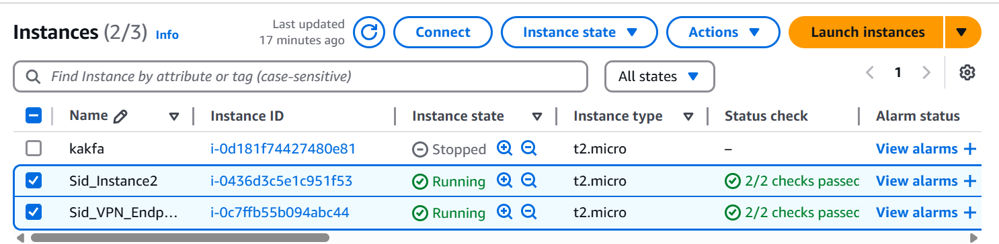 Instances (2/3) Info
Last updated
17 minutes ago
Connect
Instance state
Actions
Launch instances
Find Instance by attribute or tag (case-sensitive)
All states
1
Name Instance ID Instance state Instance type Status check Alarm status
kakfa i-0d181f74427480e81 Stopped t2.micro – View alarms +
Sid_Instance2 i-0436d3c5e1c951f53 Running t2.micro 2/2 checks passed View alarms +
Sid_VPN_Endp... i-0c7ffb55b094abc44 Running t2.micro 2/2 checks passed View alarms +